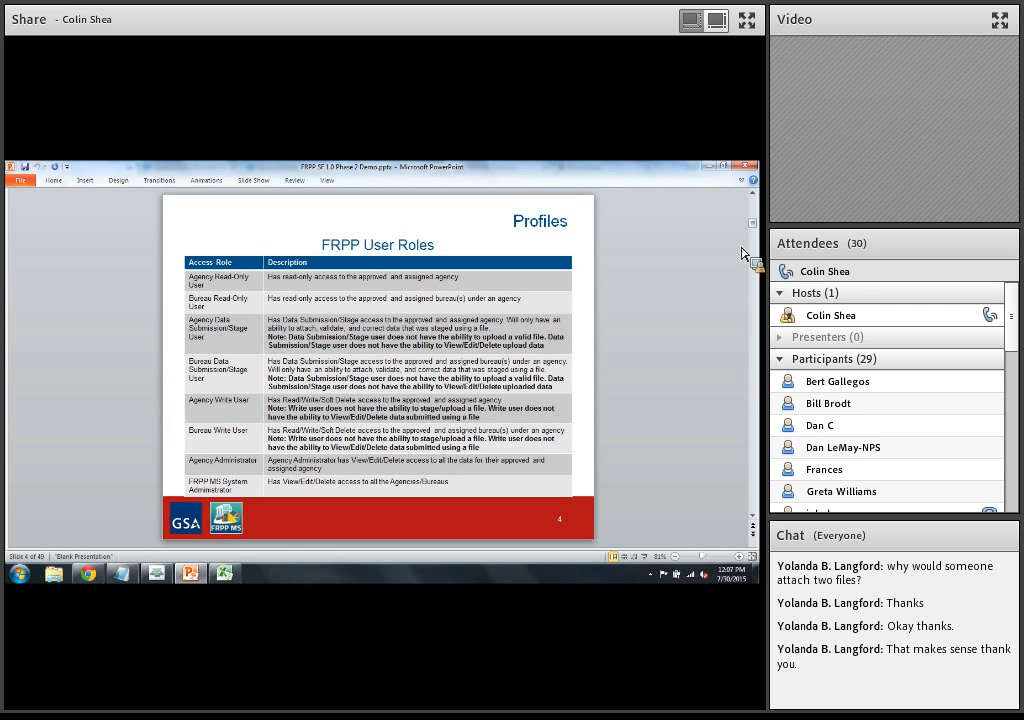 Share - Colin Shea
Video
FRPP SF 1.0 Phase 2 Demo.pptx - Microsoft PowerPoint
File Home Insert Design Transitions Animations Slide Show Review View
Profiles
FRPP User Roles
Access Role Description
Agency Read-Only User
Has read-only access to the approved and assigned agency
Bureau Read-Only User
Has read-only access to the approved and assigned bureau(s) under an agency
Agency Data Submission/Stage User
Has Data Submission/Stage access to the approved and assigned agency. Will only have an
ability to attach, validate, and correct data that was staged using a file.
Note: Data Submission/Stage user does not have the ability to upload a valid file. Data
Submission/Stage user does not have the ability to View/Edit/Delete upload data
Bureau Data Submission/Stage User
Has Data Submission/Stage access to the approved and assigned bureau(s) under an agency.
Will only have an ability to attach, validate, and correct data that was staged using a file.
Note: Data Submission/Stage user does not have the ability to upload a valid file. Data
Submission/Stage user does not have the ability to View/Edit/Delete uploaded data
Agency Write User
Has Read/Write/Soft Delete access to the approved and assigned agency
Note: Write user does not have the ability to stage/upload a file. Write user does not
have the ability to View/Edit/Delete data submitted using a file
Bureau Write User
Has Read/Write/Soft Delete access to the approved and assigned bureau(s) under an agency
Note: Write user does not have the ability to stage/upload a file. Write user does not
have the ability to View/Edit/Delete data submitted using a file
Agency Administrator
Agency Administrator has View/Edit/Delete access to all the data for their approved and
assigned agency
FRPP MS System Administrator
Has View/Edit/Delete access to all the Agencies/Bureaus
GSA
FRPP MS
4
Slide 4 of 49 "Blank Presentation" 81%
12:07 PM
7/30/2015
Attendees (30)
Colin Shea
Hosts (1)
Colin Shea
Presenters (0)
Participants (29)
Bert Gallegos
Bill Brodt
Dan C
Dan LeMay-NPS
Frances
Greta Williams
Chat (Everyone)
Yolanda B. Langford: why would someone
attach two files?
Yolanda B. Langford: Thanks
Yolanda B. Langford: Okay thanks.
Yolanda B. Langford: That makes sense thank
you.